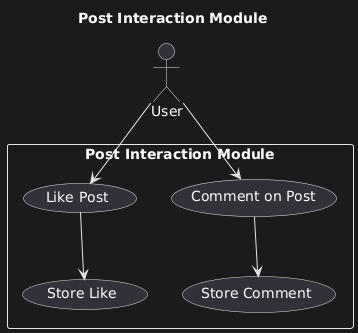 Post Interaction Module
User
Post Interaction Module
Like Post
Comment on Post
Store Like
Store Comment